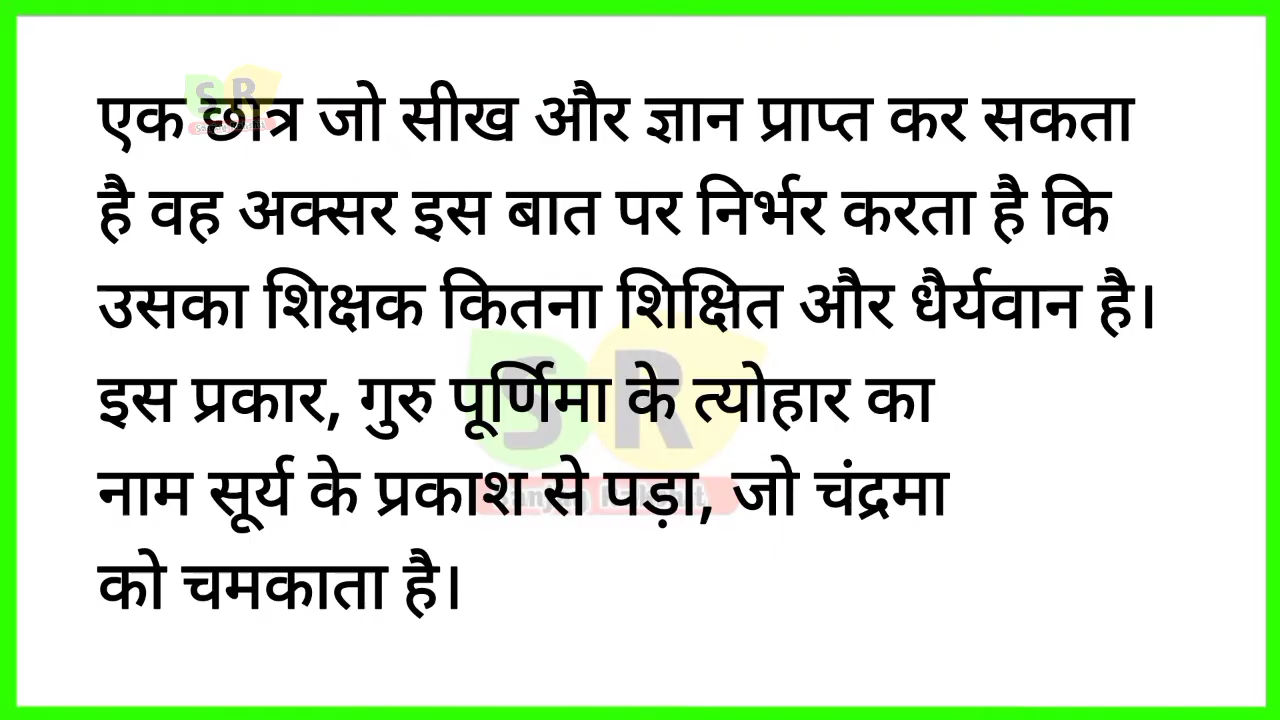 एक छात्र जो सीख और ज्ञान प्राप्त कर सकता
है वह अक्सर इस बात पर निर्भर करता है कि
उसका शिक्षक कितना शिक्षित और धैर्यवान है।
इस प्रकार, गुरु पूर्णिमा के त्योहार का
नाम सूर्य के प्रकाश से पड़ा, जो चंद्रमा
को चमकाता है।
S R
S R